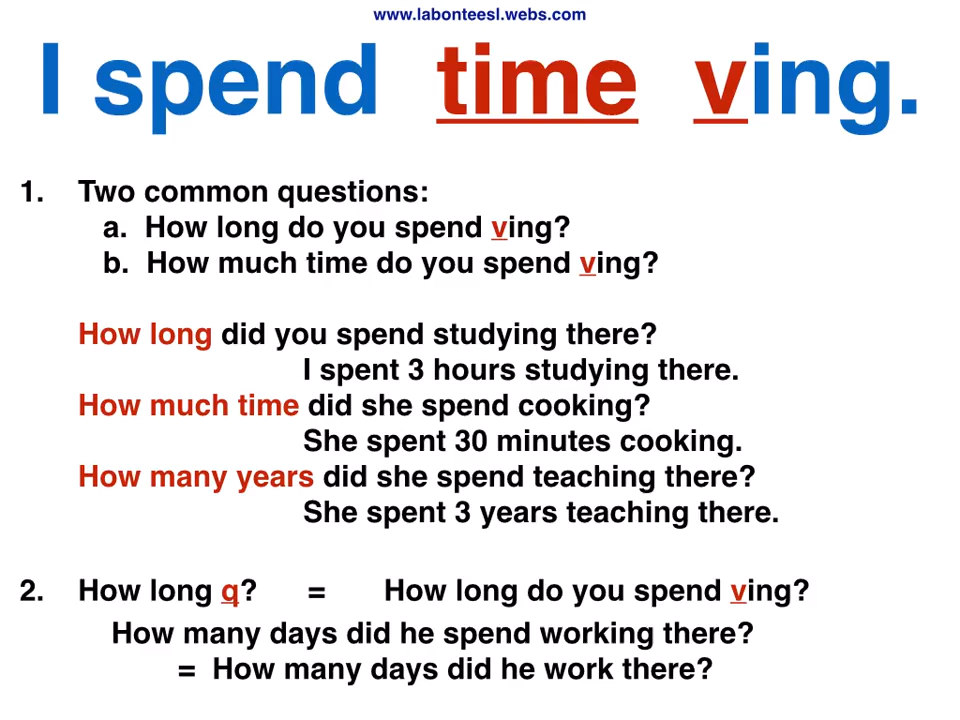 www.labonteesl.webs.com
I spend time ving.
1. Two common questions:
a. How long do you spend ving?
b. How much time do you spend ving?
How long did you spend studying there?
I spent 3 hours studying there.
How much time did she spend cooking?
She spent 30 minutes cooking.
How many years did she spend teaching there?
She spent 3 years teaching there.
2. How long q? = How long do you spend ving?
How many days did he spend working there?
= How many days did he work there?